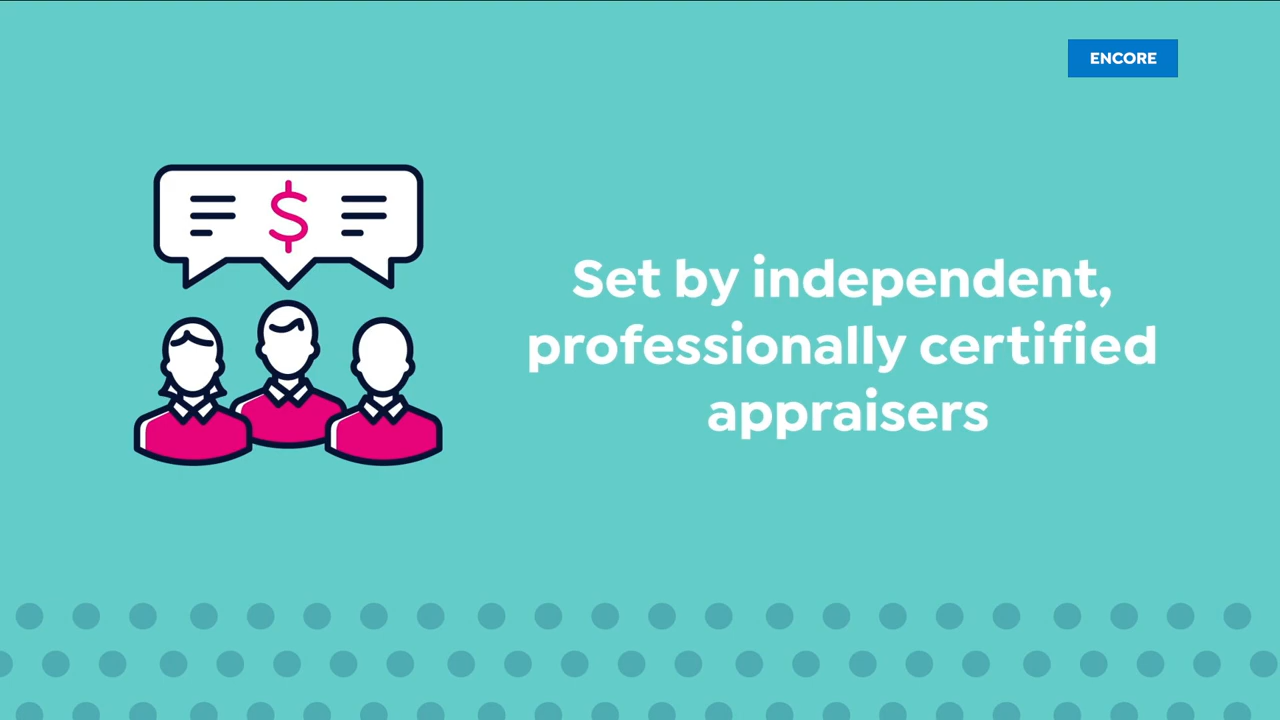 ENCORE
$
Set by independent,
professionally certified
appraisers